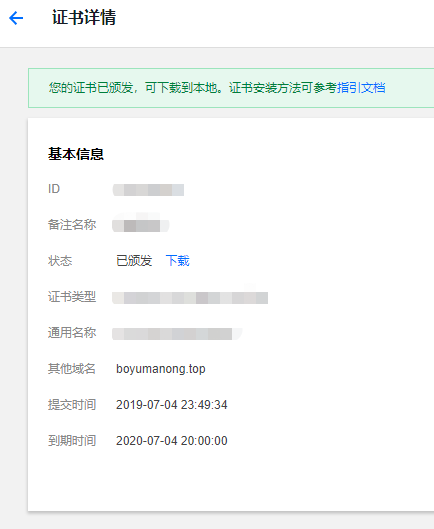 证书详情
您的证书已颁发，可下载到本地。证书安装方法可参考指引文档
基本信息
ID
备注名称
状态 已颁发 下载
证书类型
通用名称
其他域名 boyumanong.top
提交时间 2019-07-04 23:49:34
到期时间 2020-07-04 20:00:00